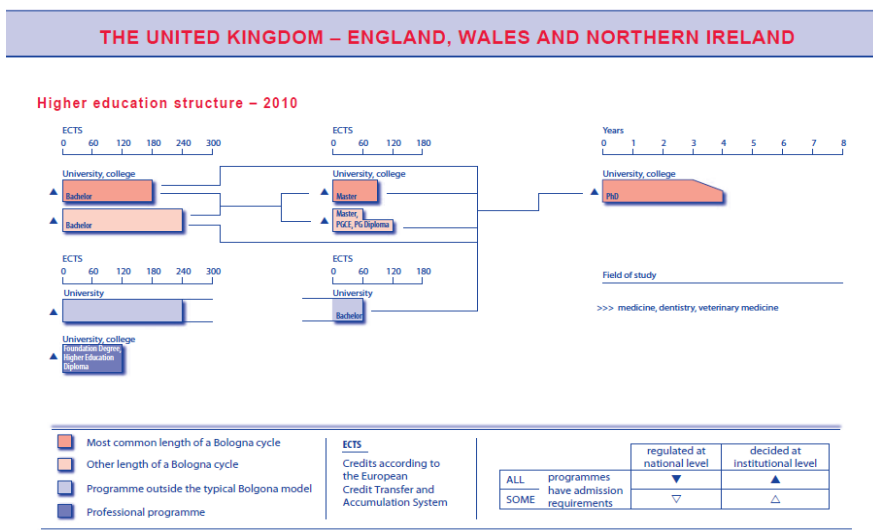 THE UNITED KINGDOM – ENGLAND, WALES AND NORTHERN IRELAND
Higher education structure – 2010
ECTS
0 60 120 180 240 300
University, college
Bachelor
Bachelor
ECTS
0 60 120 180
University, college
Master
Master,
PGCE, PG Diploma
Years
0 1 2 3 4 5 6 7 8
University, college
PhD
ECTS
0 60 120 180 240 300
University
ECTS
0 60 120 180
University
Bachelor
Field of study
>>> medicine, dentistry, veterinary medicine
University, college
Foundation Degree,
Higher Education
Diploma
Most common length of a Bologna cycle
Other length of a Bologna cycle
Programme outside the typical Bolgona model
Professional programme
ECTS
Credits according to
the European
Credit Transfer and
Accumulation System
regulated at
national level
decided at
institutional level
ALL
SOME
programmes
have admission
requirements